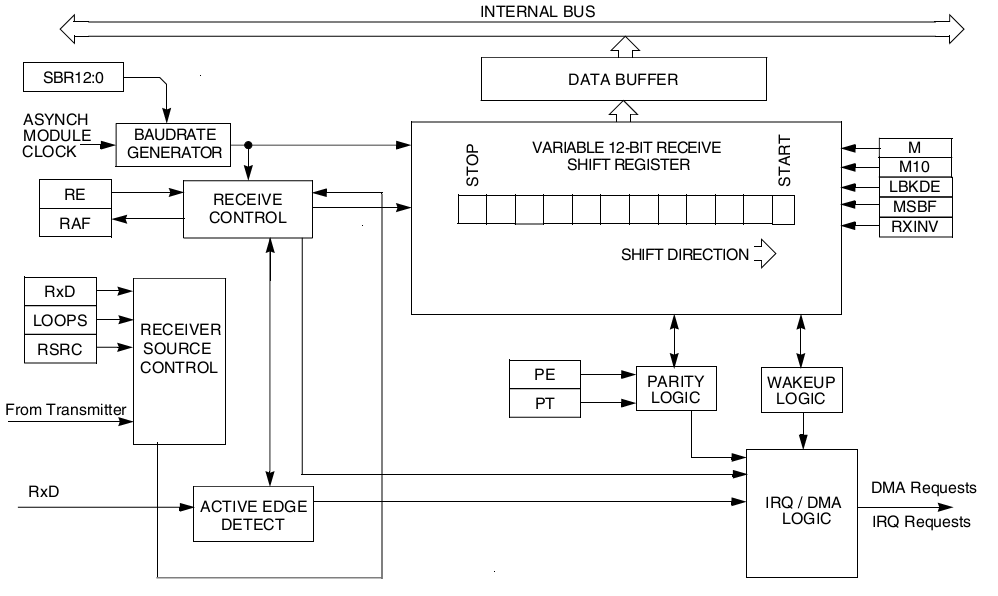 INTERNAL BUS
SBR12:0
DATA BUFFER
ASYNCH
MODULE
CLOCK
BAUDRATE
GENERATOR
VARIABLE 12-BIT RECEIVE
SHIFT REGISTER
STOP
START
M
M10
LBKDE
MSBF
RXINV
RE
RAF
RECEIVE
CONTROL
SHIFT DIRECTION
RxD
LOOPS
RSRC
RECEIVER
SOURCE
CONTROL
From Transmitter
PE
PT
PARITY
LOGIC
WAKEUP
LOGIC
RxD
ACTIVE EDGE
DETECT
IRQ / DMA
LOGIC
DMA Requests
IRQ Requests